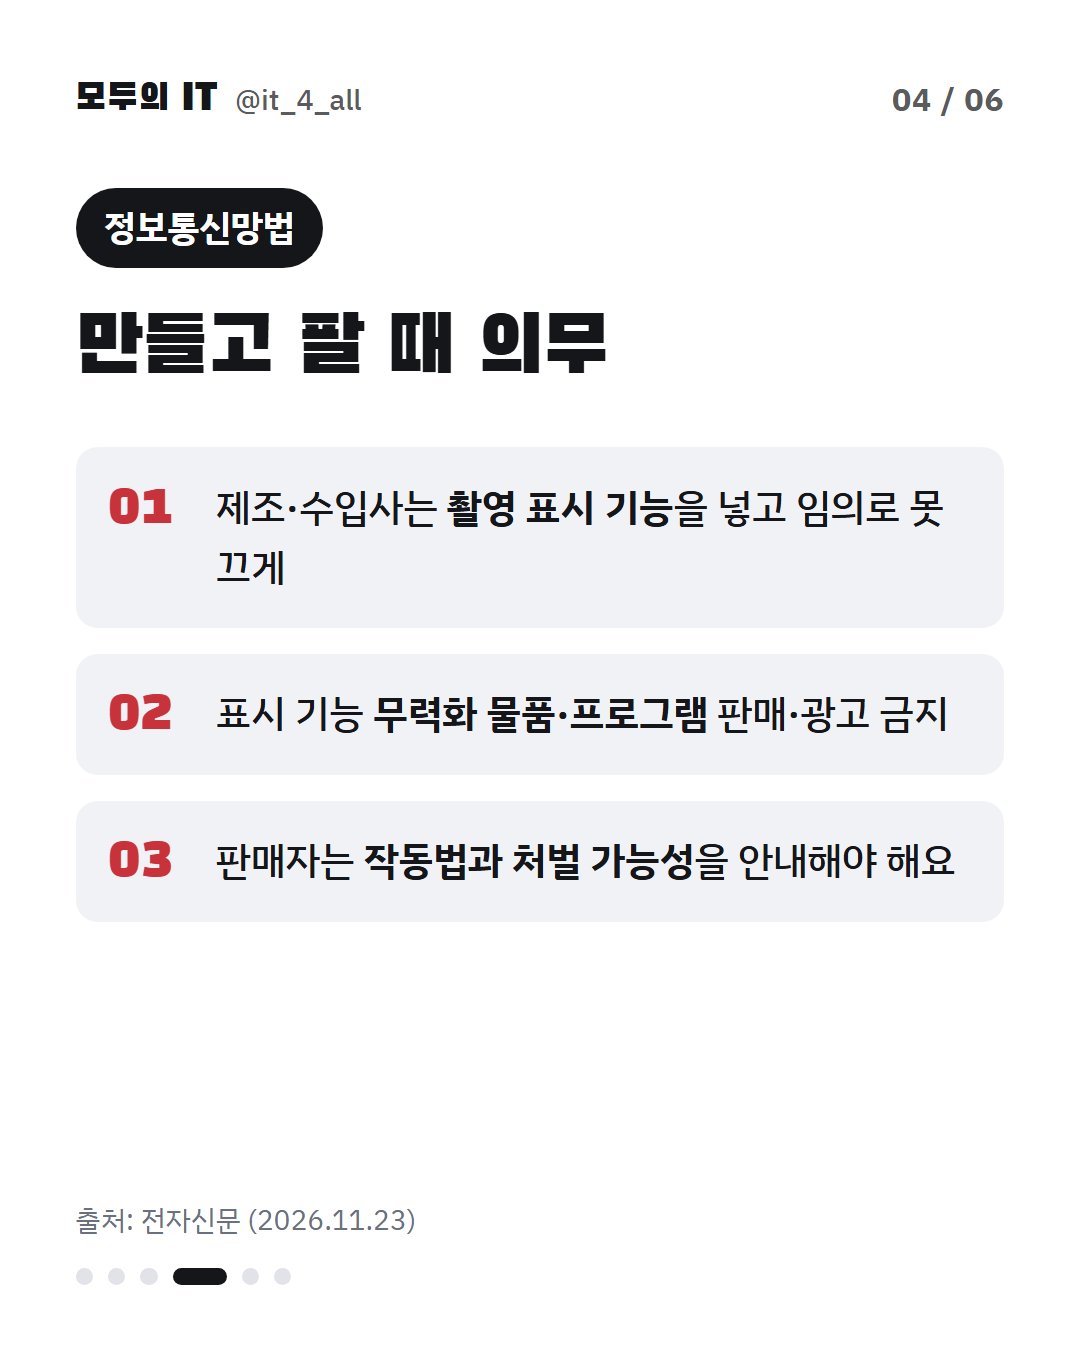 모두의 IT @it_4_all 04 / 06
정보통신망법
만들고 팔 때 의무
01 제조·수입사는 촬영 표시 기능을 넣고 임의로 못
끄게
02 표시 기능 무력화 물품·프로그램 판매·광고 금지
03 판매자는 작동법과 처벌 가능성을 안내해야 해요
출처: 전자신문 (2026.11.23)